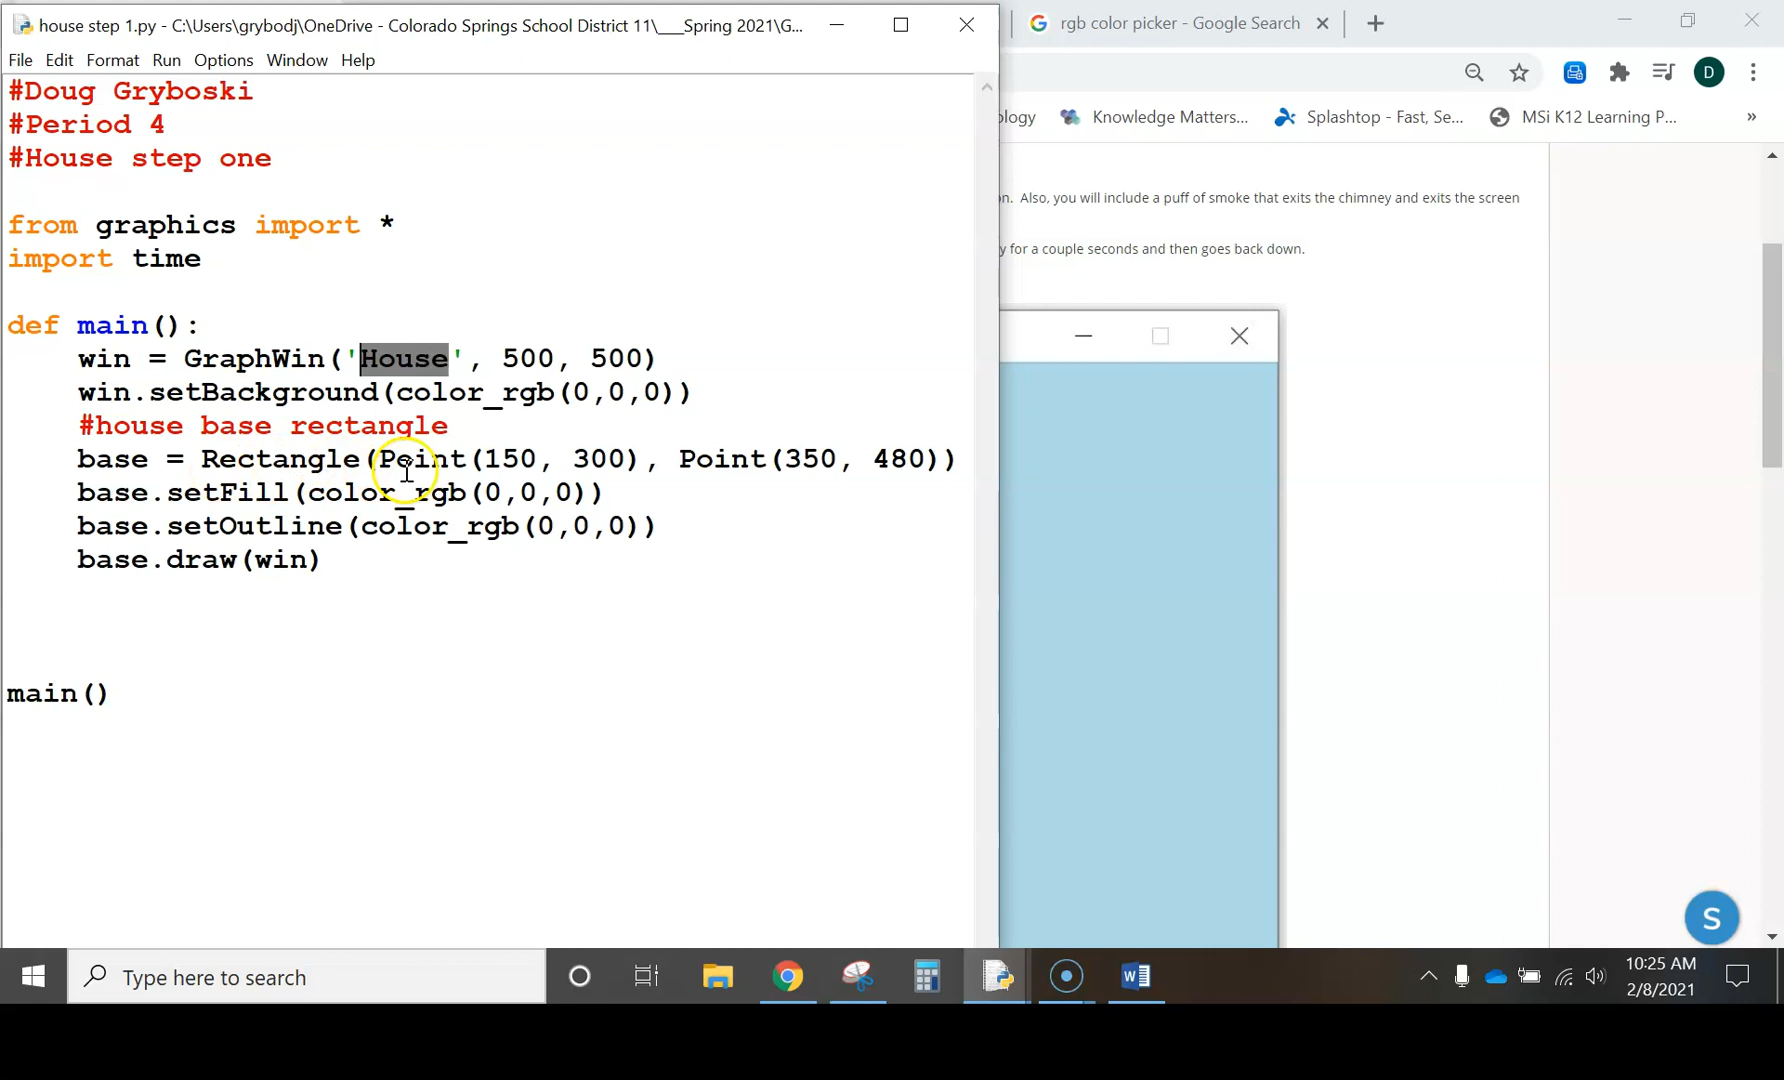 house step 1.py - C:\Users\grybodj\OneDrive - Colorado Springs School District 11\___Spring 2021\G...
rgb color picker - Google Search
File Edit Format Run Options Window Help
D
ology Knowledge Matters... Splashtop - Fast, Se... MSi K12 Learning P... »
#Doug Gryboski
#Period 4
#House step one
from graphics import *
import time
def main():
win = GraphWin('House', 500, 500)
win.setBackground(color_rgb(0,0,0))
#house base rectangle
base = Rectangle(Point(150, 300), Point(350, 480))
base.setFill(color_rgb(0,0,0))
base.setOutline(color_rgb(0,0,0))
base.draw(win)
main()
n. Also, you will include a puff of smoke that exits the chimney and exits the screen
y for a couple seconds and then goes back down.
S
Type here to search
10:25 AM
2/8/2021